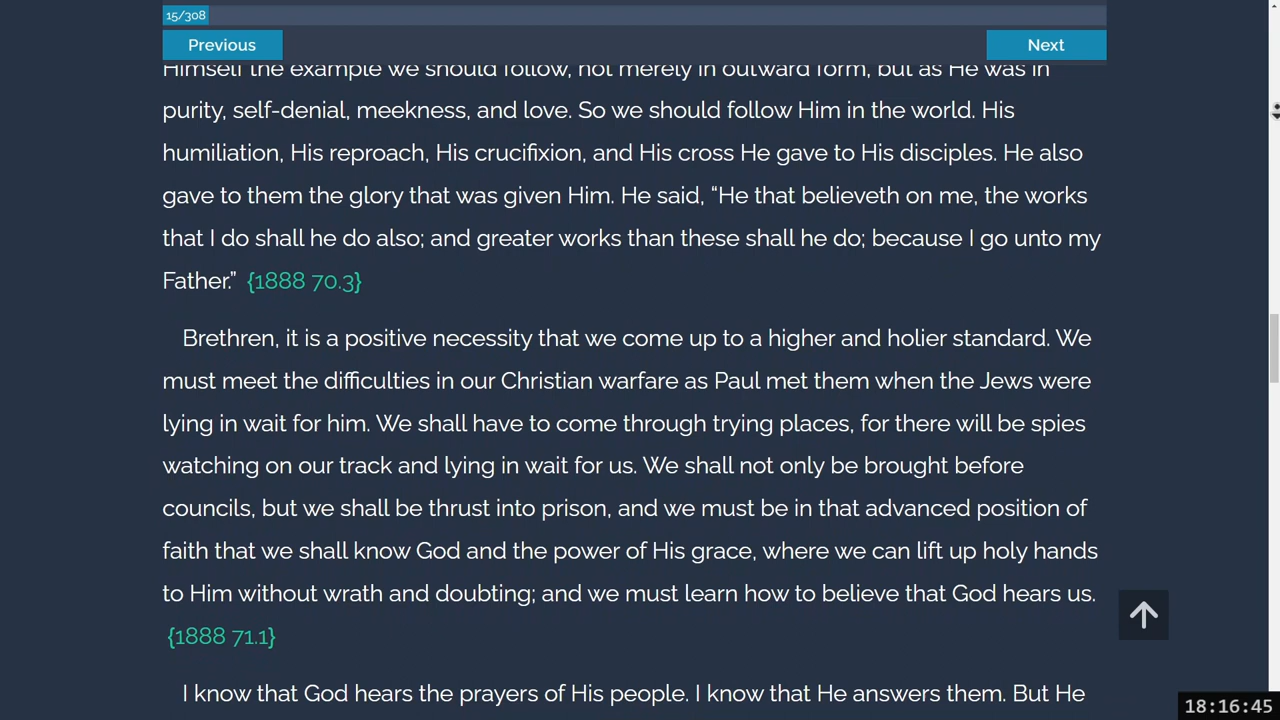 15/308
Previous
Next
Himself the example we should follow, not merely in outward form, but as He was in
purity, self-denial, meekness, and love. So we should follow Him in the world. His
humiliation, His reproach, His crucifixion, and His cross He gave to His disciples. He also
gave to them the glory that was given Him. He said, “He that believeth on me, the works
that I do shall he do also; and greater works than these shall he do; because I go unto my
Father.” {1888 70.3}
Brethren, it is a positive necessity that we come up to a higher and holier standard. We
must meet the difficulties in our Christian warfare as Paul met them when the Jews were
lying in wait for him. We shall have to come through trying places, for there will be spies
watching on our track and lying in wait for us. We shall not only be brought before
councils, but we shall be thrust into prison, and we must be in that advanced position of
faith that we shall know God and the power of His grace, where we can lift up holy hands
to Him without wrath and doubting; and we must learn how to believe that God hears us.
{1888 71.1}
I know that God hears the prayers of His people. I know that He answers them. But He
18:16:45